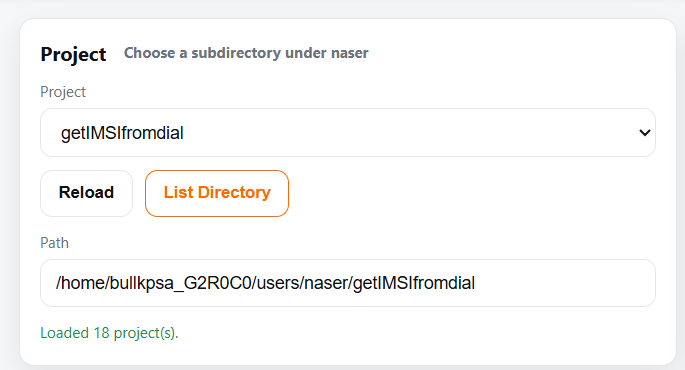 Project Choose a subdirectory under naser
Project
getIMSIfromdial
Reload List Directory
Path
/home/bullkpsa_G2R0C0/users/naser/getIMSIfromdial
Loaded 18 project(s).